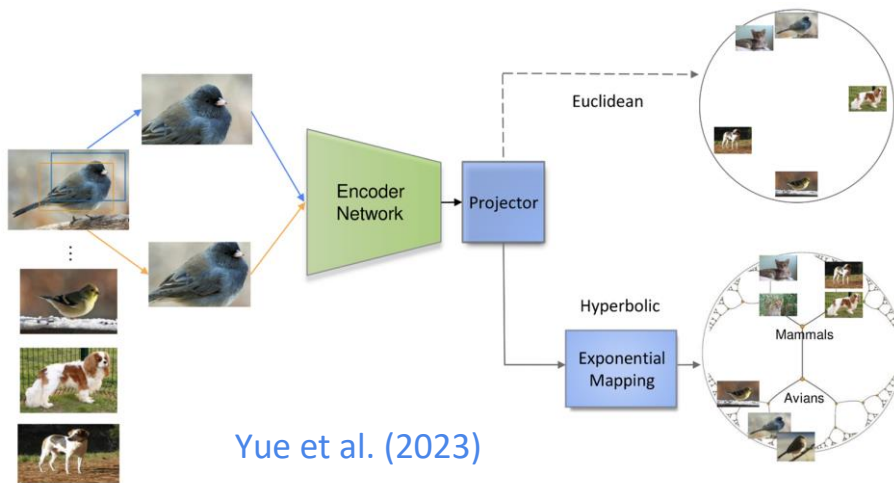 Euclidean
Encoder
Network
Projector
Hyperbolic
Exponential
Mapping
Mammals
Avians
Yue et al. (2023)